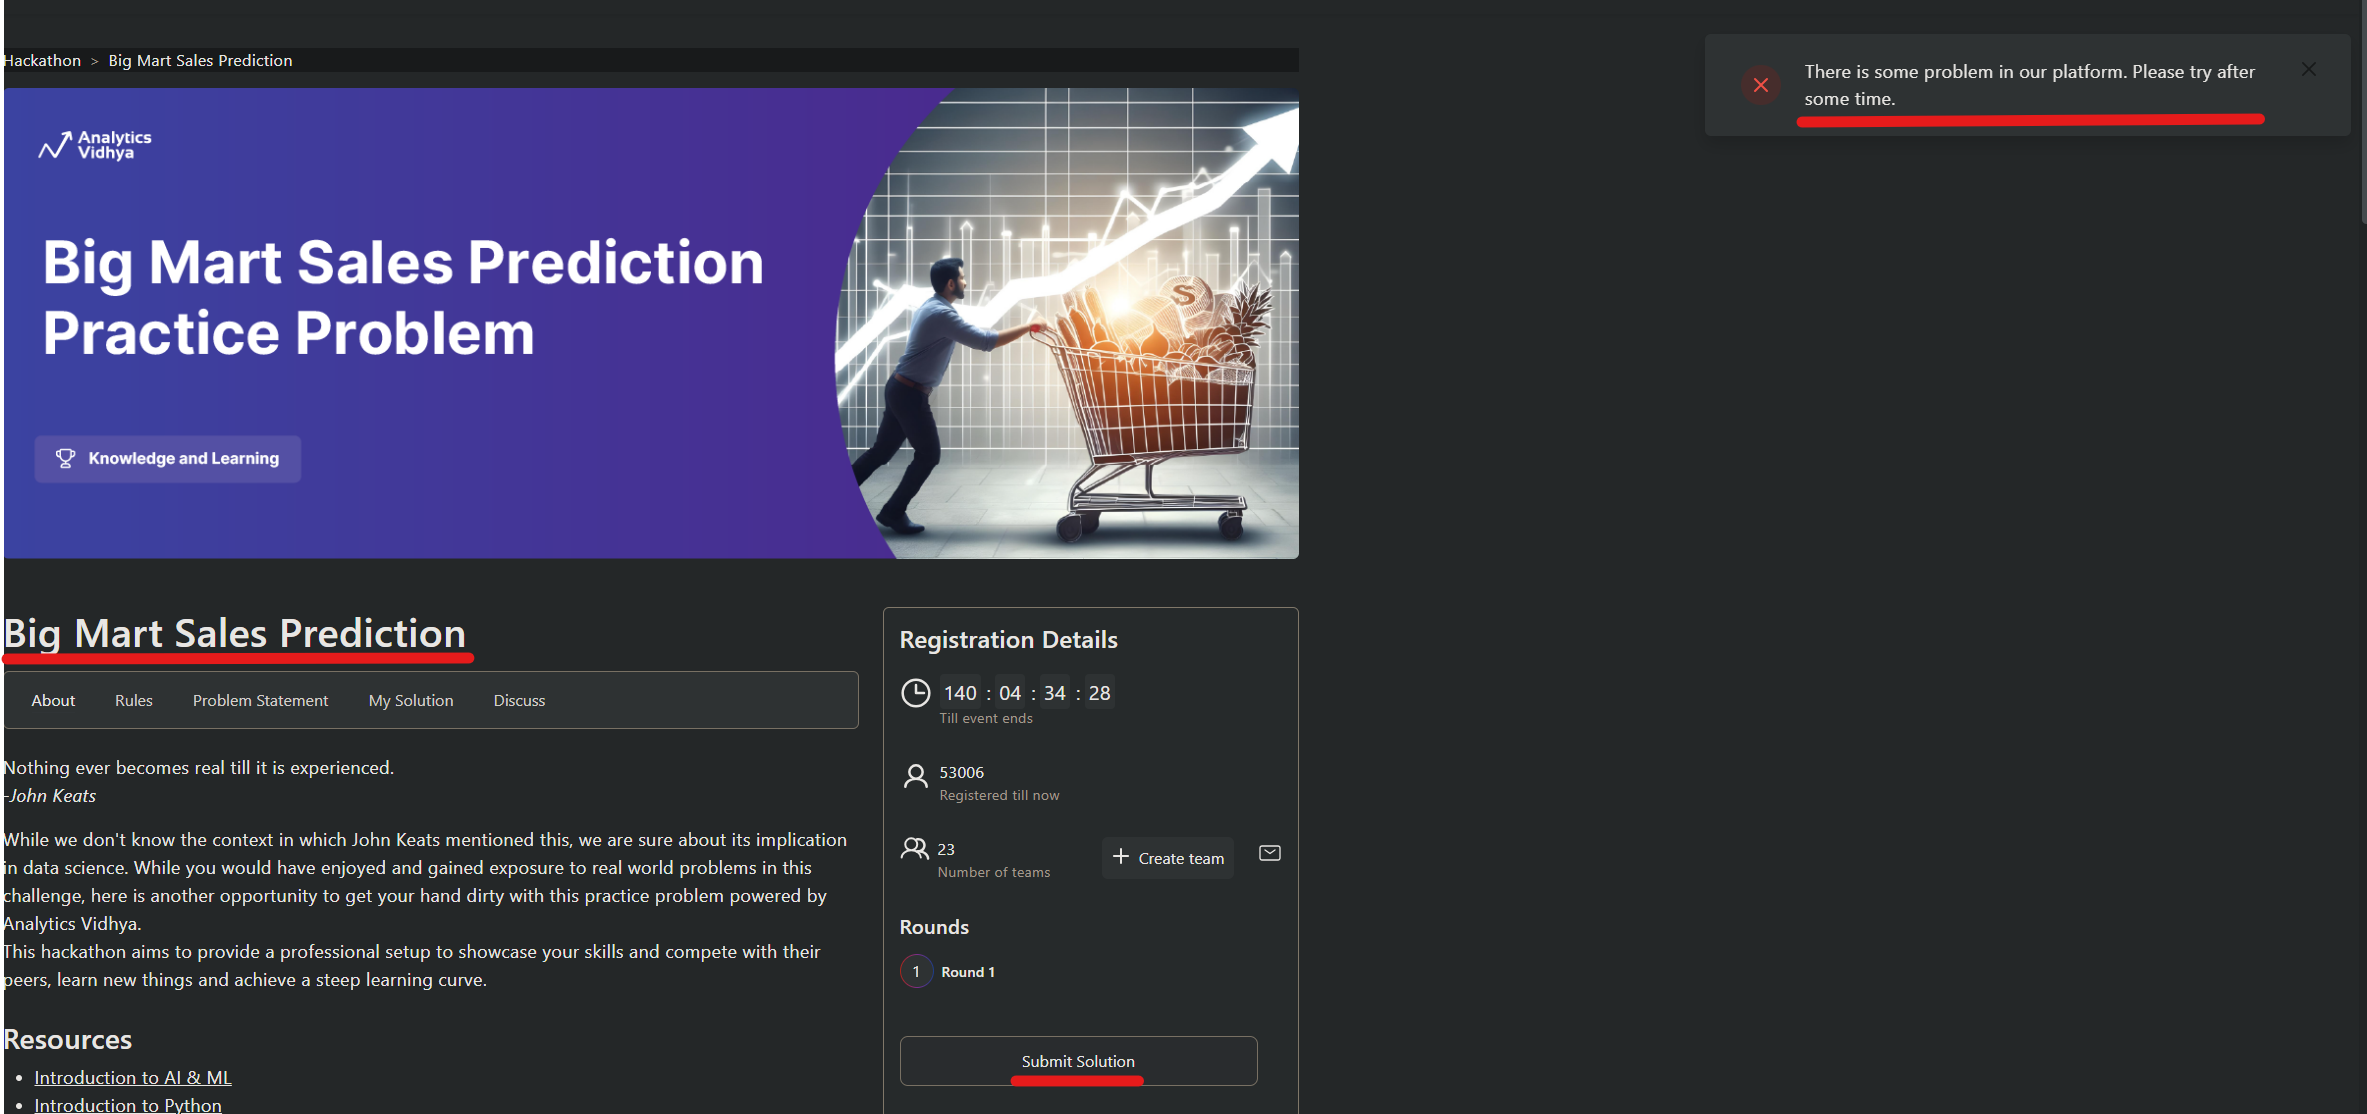 Hackathon > Big Mart Sales Prediction
There is some problem in our platform. Please try after
some time.
Analytics
Vidhya
Big Mart Sales Prediction
Practice Problem
Knowledge and Learning
Big Mart Sales Prediction
About Rules Problem Statement My Solution Discuss
Nothing ever becomes real till it is experienced.
-John Keats
While we don't know the context in which John Keats mentioned this, we are sure about its implication
in data science. While you would have enjoyed and gained exposure to real world problems in this
challenge, here is another opportunity to get your hand dirty with this practice problem powered by
Analytics Vidhya.
This hackathon aims to provide a professional setup to showcase your skills and compete with their
peers, learn new things and achieve a steep learning curve.
Resources
• Introduction to AI & ML
• Introduction to Python
Registration Details
140 : 04 : 34 : 28
Till event ends
53006
Registered till now
23
Number of teams
+ Create team
Rounds
1 Round 1
Submit Solution